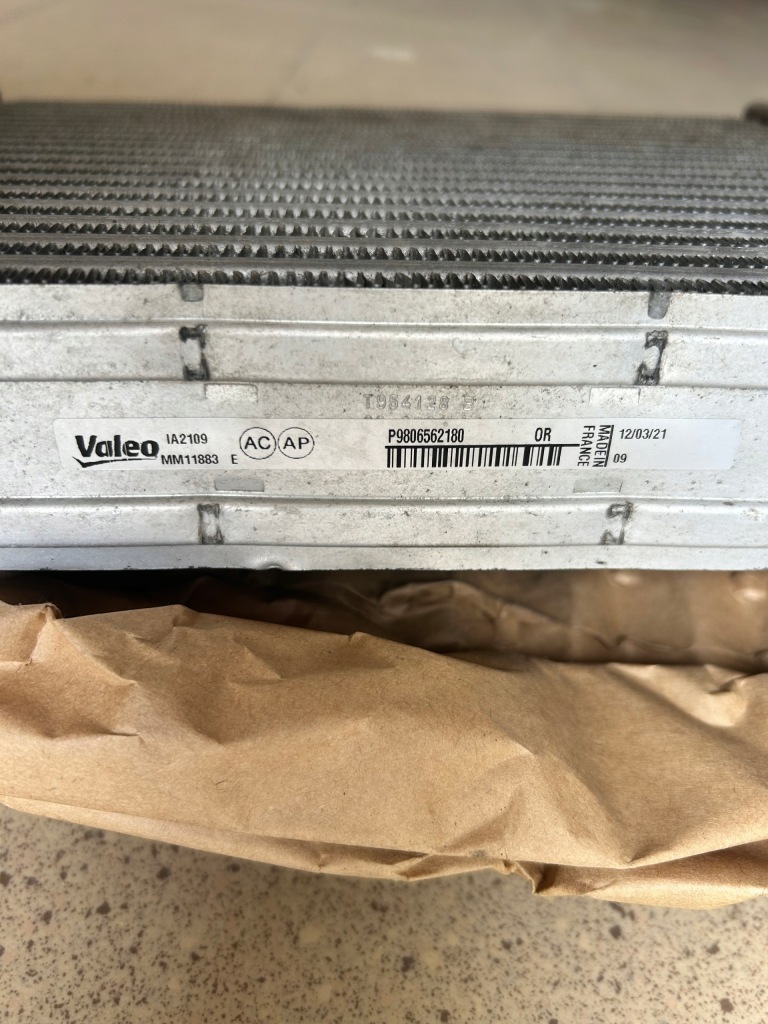 Valeo
IA2109
MM11883 E
AC AP
P9806562180 OR
MADE IN
FRANCE
12/03/21
09